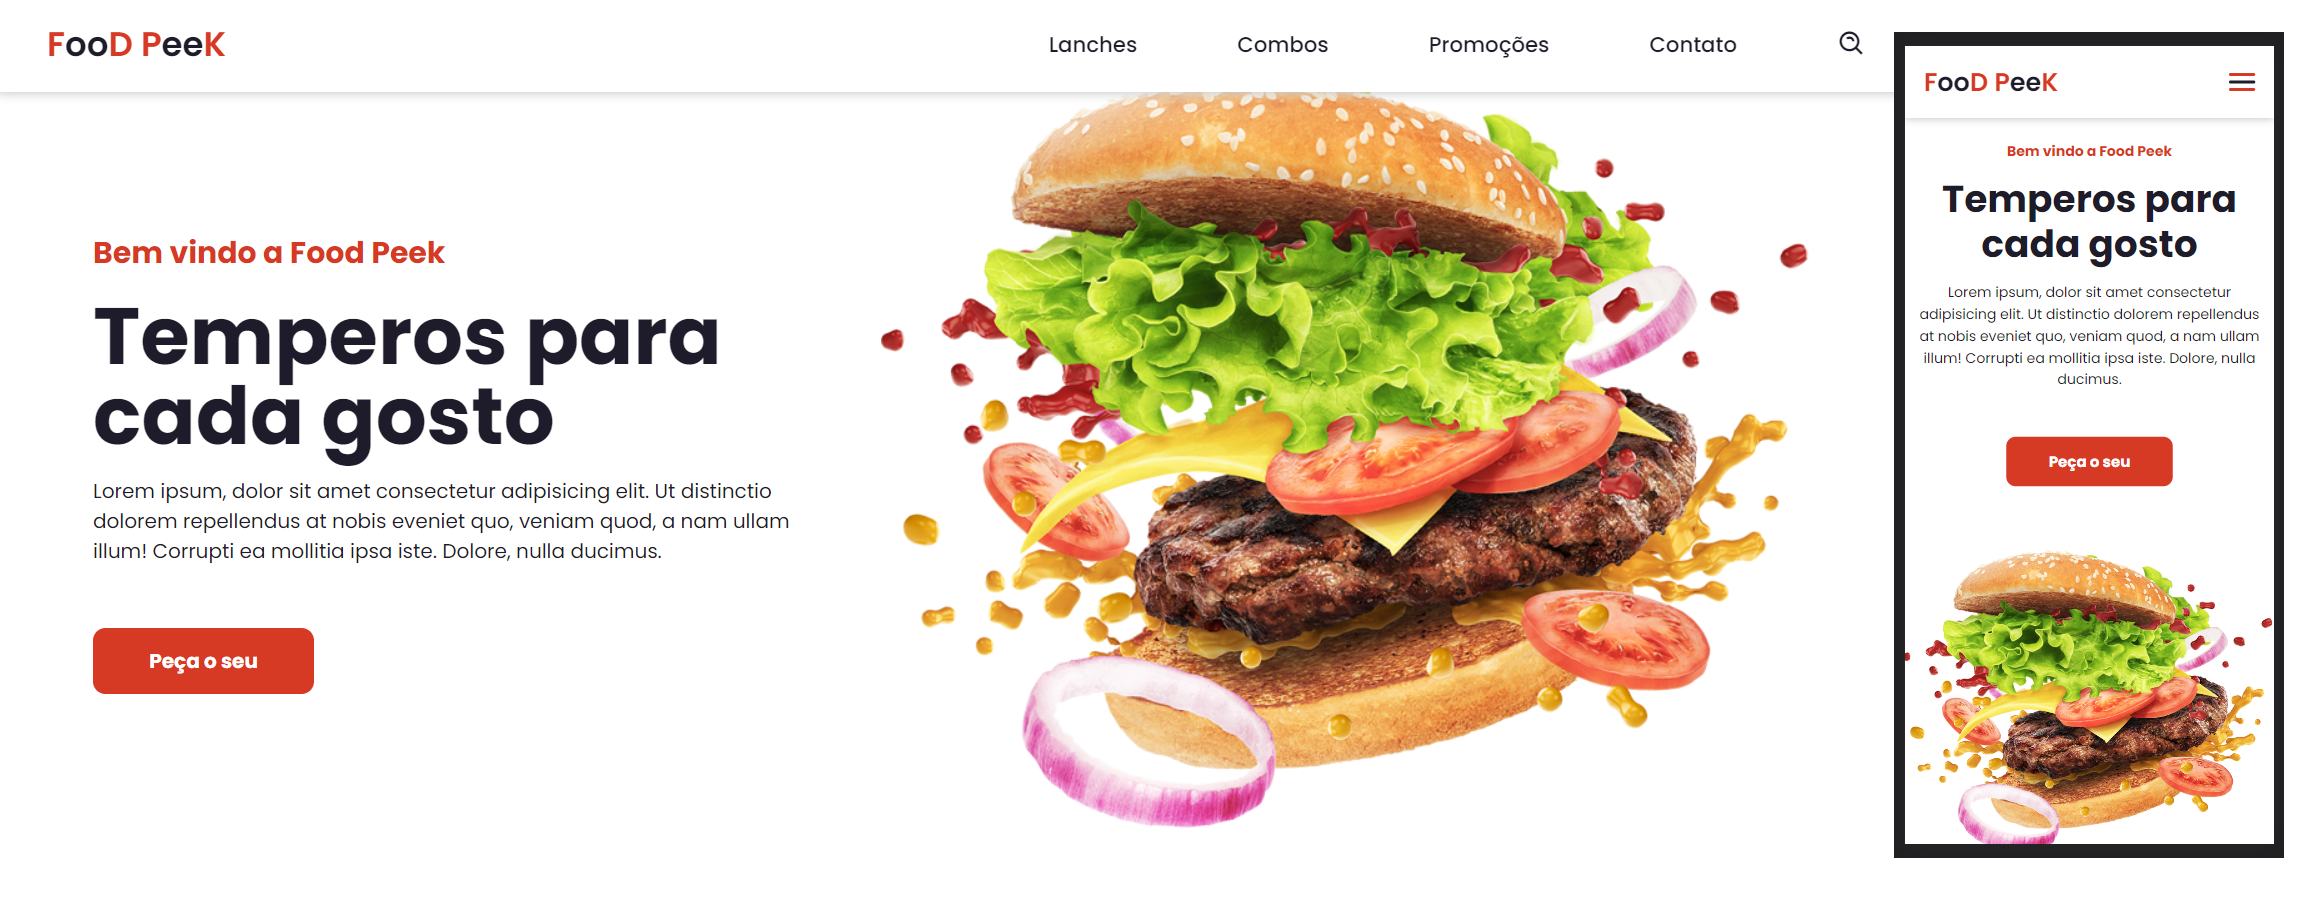 FooD PeeK
Lanches
Combos
Promoções
Contato
Bem vindo a Food Peek
Temperos para
cada gosto
Lorem ipsum, dolor sit amet consectetur adipisicing elit. Ut distinctio
dolorem repellendus at nobis eveniet quo, veniam quod, a nam ullam
illum! Corrupti ea mollitia ipsa iste. Dolore, nulla ducimus.
Peça o seu
FooD PeeK
Bem vindo a Food Peek
Temperos para
cada gosto
Lorem ipsum, dolor sit amet consectetur
adipisicing elit. Ut distinctio dolorem repellendus
at nobis eveniet quo, veniam quod, a nam ullam
illum! Corrupti ea mollitia ipsa iste. Dolore, nulla
ducimus.
Peça o seu